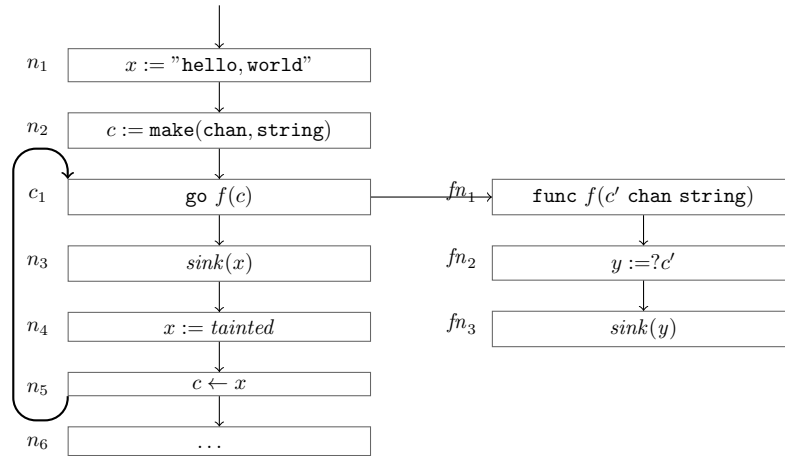 n₁ x := ”hello, world”
n₂ c := make(chan, string)
c₁ go f(c) fn₁ func f(c′ chan string)
n₃ sink(x) fn₂ y :=?c′
n₄ x := tainted fn₃ sink(y)
n₅ c ← x
n₆ ...